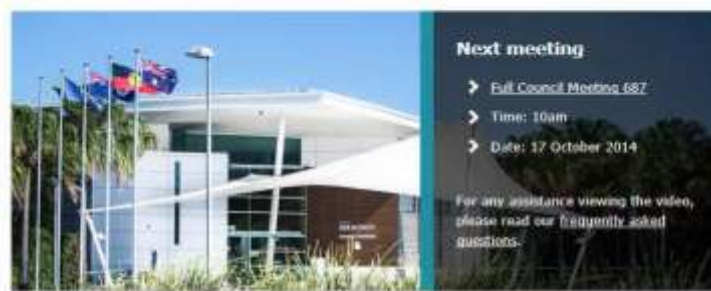 Next meeting
Full Council Meeting 687
Time: 10am
Date: 17 October 2014
For any assistance viewing the video,
please read our frequently asked
questions.